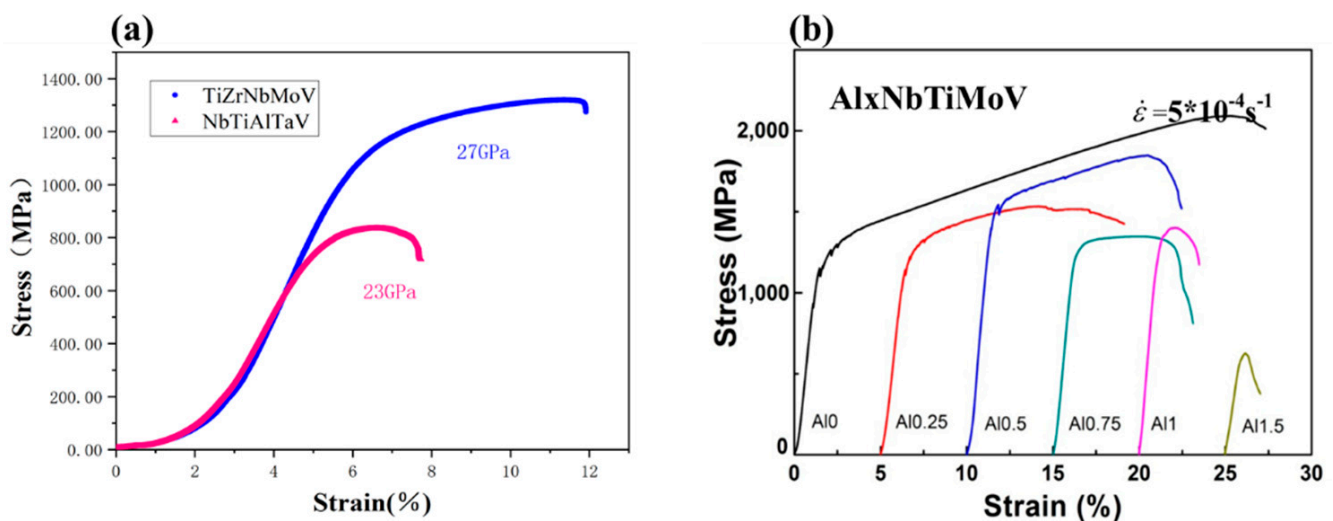 (a)
1400.00
1200.00
1000.00
800.00
600.00
400.00
200.00
0.00
Stress (MPa)
TiZrNbMoV
NbTiAlTaV
27GPa
23GPa
0 2 4 6 8 10 12
Strain(%)
(b)
AlxNbTiMoV
ε̇ =5*10⁻⁴s⁻¹
2,000
1,000
0
Stress (MPa)
Al0 Al0.25 Al0.5 Al0.75 Al1 Al1.5
0 5 10 15 20 25 30
Strain (%)